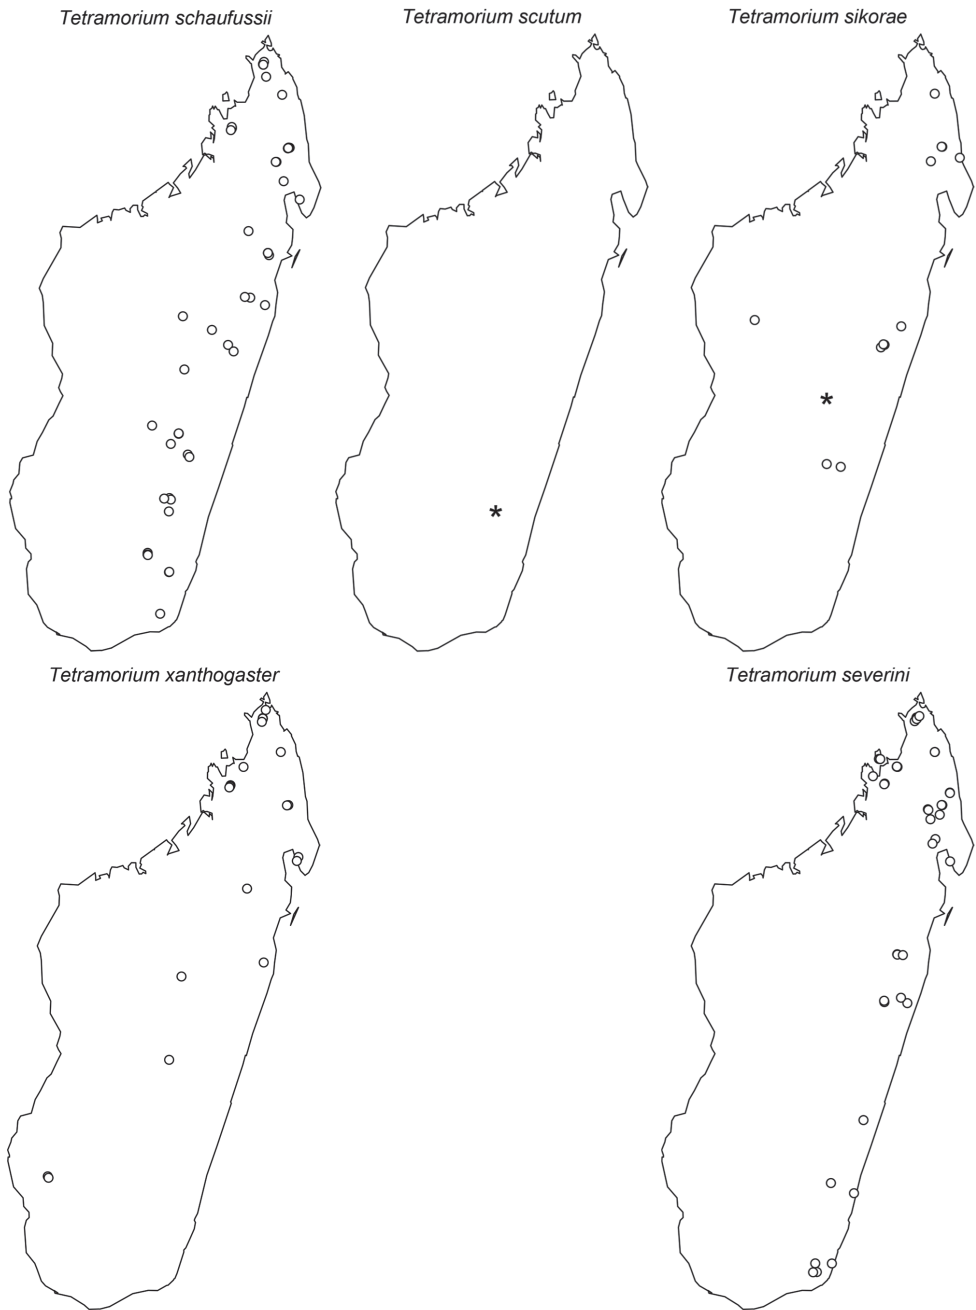 Tetramorium schaufussii
Tetramorium scutum
Tetramorium sikorae
*
*
Tetramorium xanthogaster
Tetramorium severini